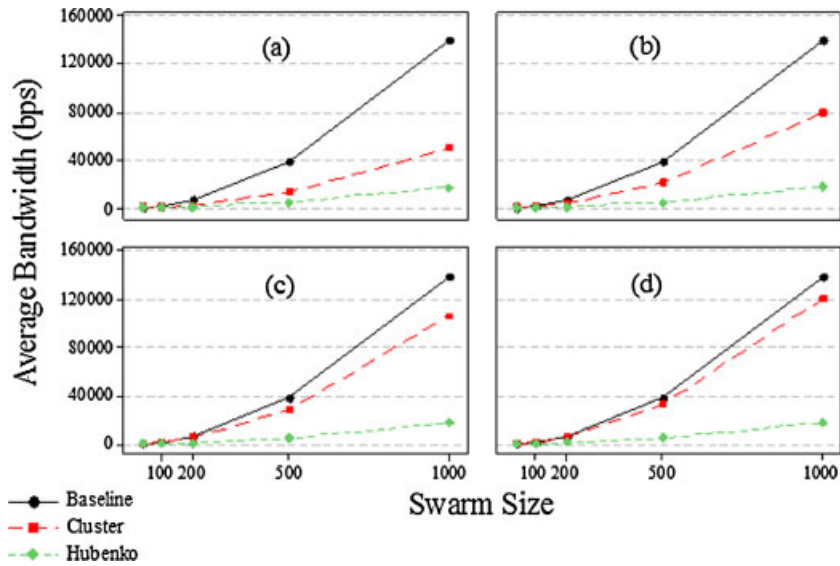 160000
120000
80000
40000
0
(a)
(b)
160000
120000
80000
40000
0
(c)
(d)
Average Bandwidth (bps)
100 200 500 1000
100 200 500 1000
Swarm Size
Baseline
Cluster
Hubenko